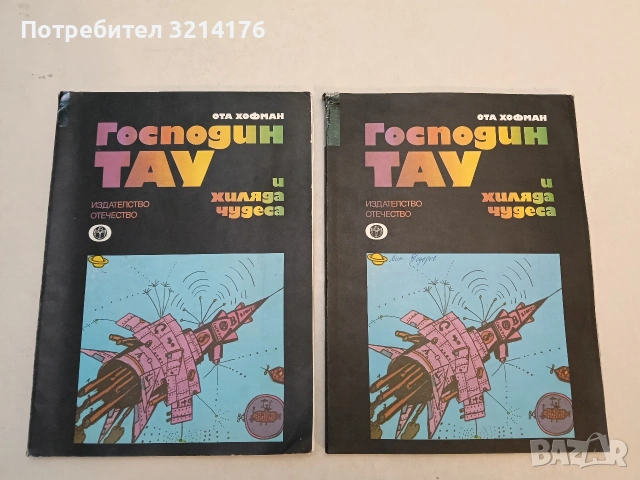 Потребител 3214176
ОТА ХОФМАН
Господин
ТАУ
и
хиляда
чудеса
ИЗДАТЕЛСТВО
ОТЕЧЕСТВО
ОТА ХОФМАН
Господин
ТАУ
и
хиляда
чудеса
ИЗДАТЕЛСТВО
ОТЕЧЕСТВО
BAZAR